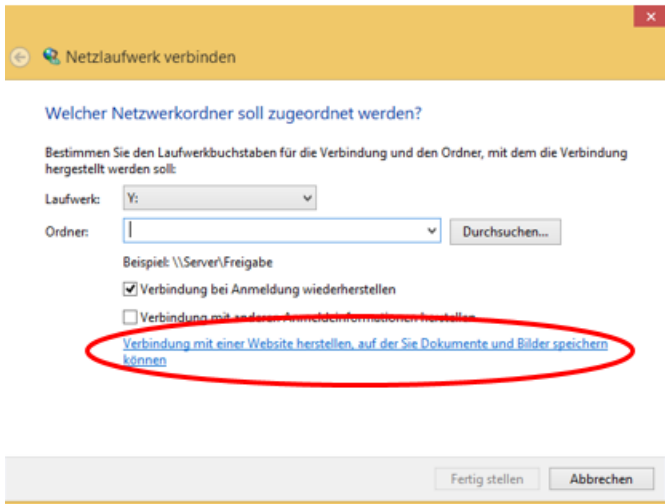 Netzlaufwerk verbinden
Welcher Netzwerkordner soll zugeordnet werden?
Bestimmen Sie den Laufwerkbuchstaben für die Verbindung und den Ordner, mit dem die Verbindung
hergestellt werden soll:
Laufwerk: Y:
Ordner: Durchsuchen...
Beispiel: \\Server\Freigabe
Verbindung bei Anmeldung wiederherstellen
Verbindung mit anderen Anmeldeinformationen herstellen
Verbindung mit einer Website herstellen, auf der Sie Dokumente und Bilder speichern
können
Fertig stellen Abbrechen